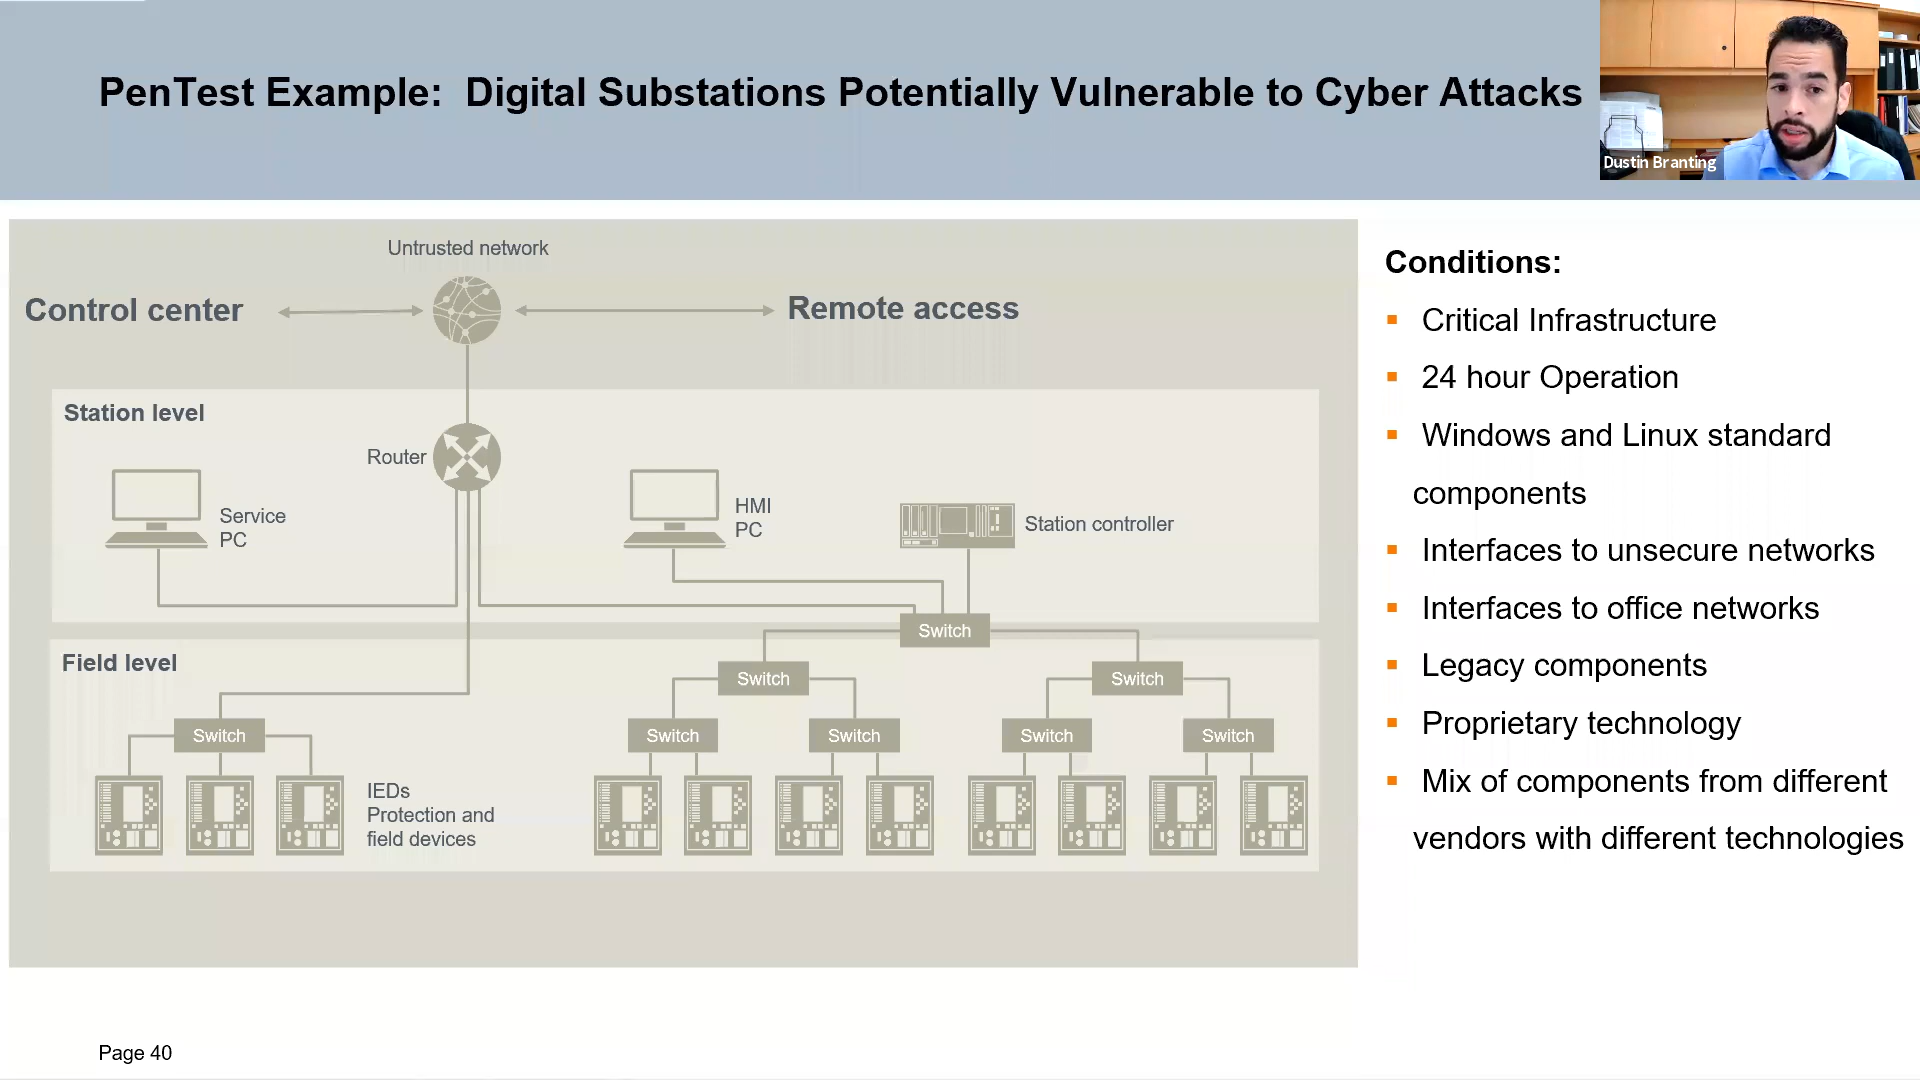 PenTest Example:  Digital Substations Potentially Vulnerable to Cyber Attacks
Dustin Branting
Untrusted network
Control center
Remote access
Station level
Router
Service
PC
HMI
PC
Station controller
Switch
Field level
Switch
Switch
Switch
Switch
Switch
Switch
Switch
IEDs
Protection and
field devices
Conditions:
▪ Critical Infrastructure
▪ 24 hour Operation
▪ Windows and Linux standard
components
▪ Interfaces to unsecure networks
▪ Interfaces to office networks
▪ Legacy components
▪ Proprietary technology
▪ Mix of components from different
vendors with different technologies
Page 40